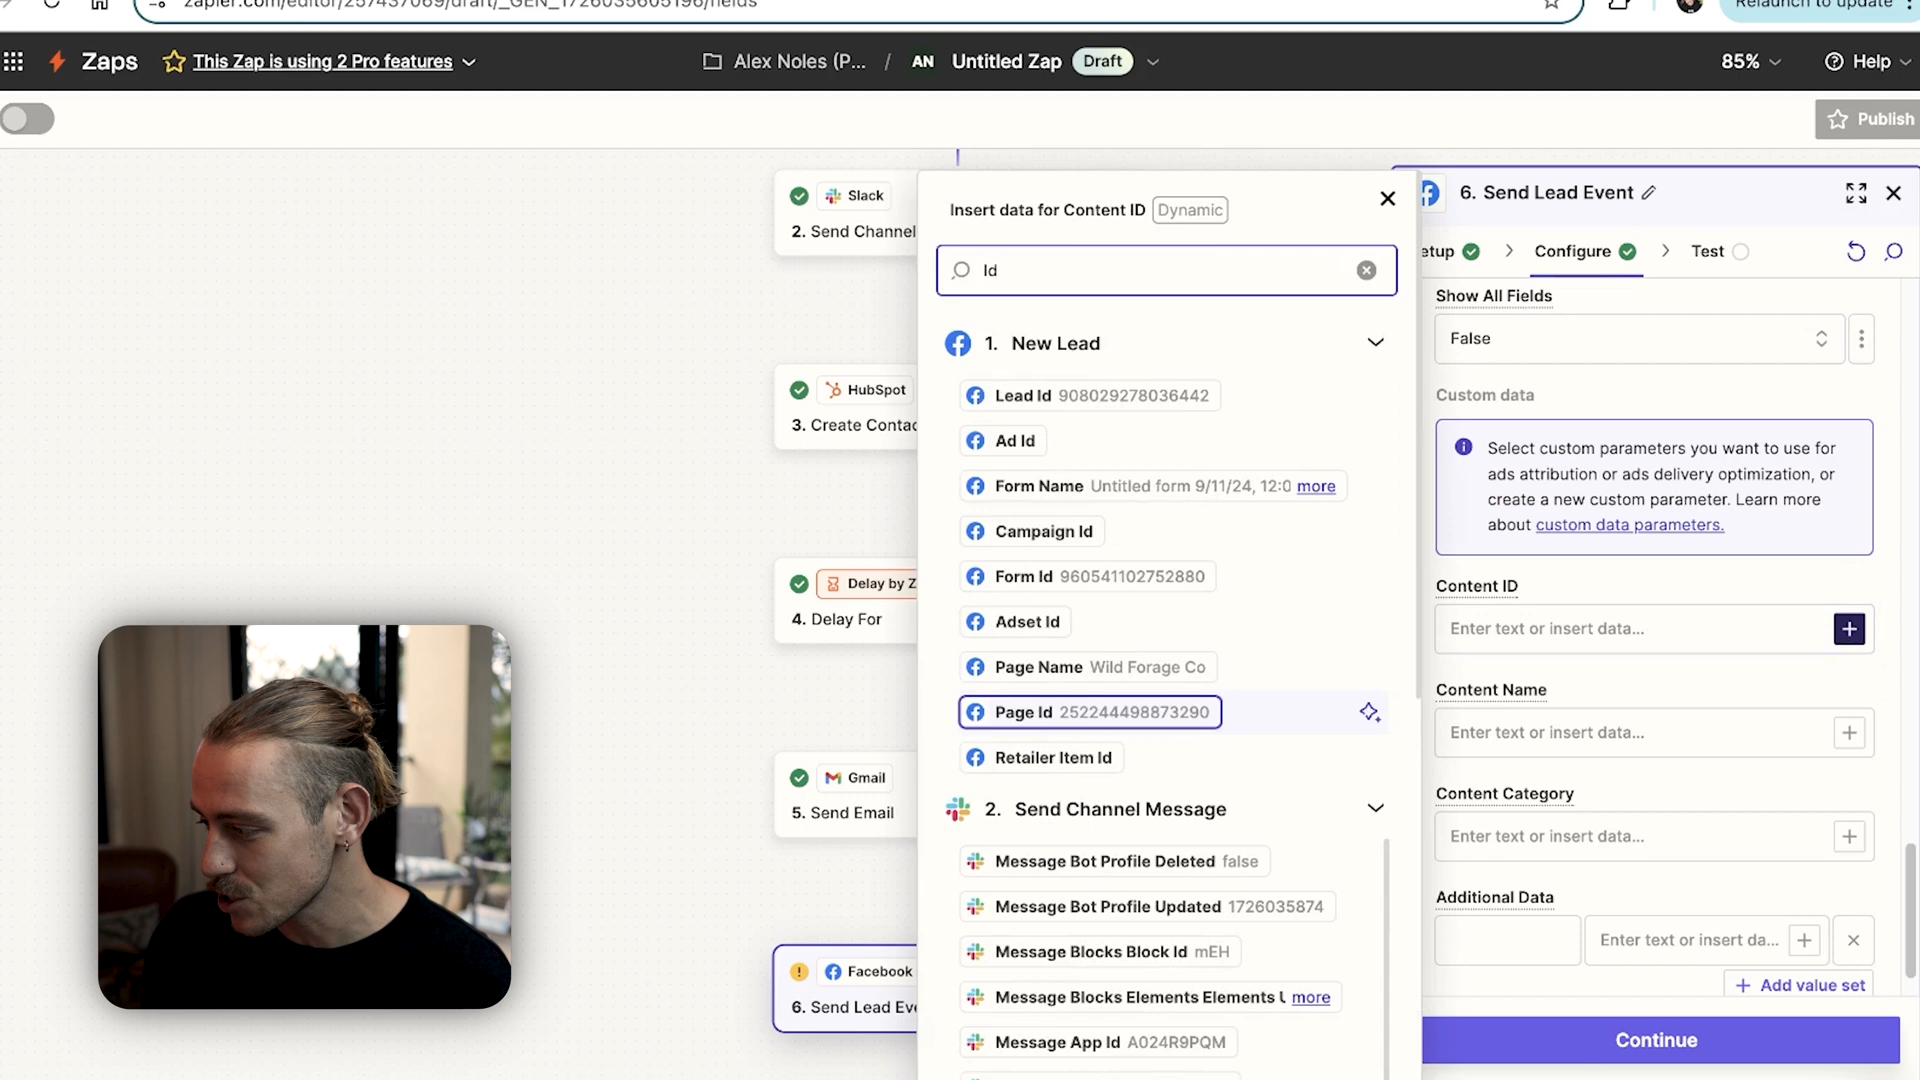 zapier.com/editor/257437069/draft/_GEN_1726035605196/fields
Relaunch to update
Zaps
This Zap is using 2 Pro features
Alex Noles (P... / AN Untitled Zap Draft
85%
Help
Publish
Slack
2. Send Channel
HubSpot
3. Create Contac
Delay by Z
4. Delay For
Gmail
5. Send Email
Facebook
6. Send Lead Eve
Insert data for Content ID Dynamic
Id
1. New Lead
Lead Id 908029278036442
Ad Id
Form Name Untitled form 9/11/24, 12:0 more
Campaign Id
Form Id 960541102752880
Adset Id
Page Name Wild Forage Co
Page Id 252244498873290
Retailer Item Id
2. Send Channel Message
Message Bot Profile Deleted false
Message Bot Profile Updated 1726035874
Message Blocks Block Id mEH
Message Blocks Elements Elements U more
Message App Id A024R9PQM
6. Send Lead Event
etup
Configure
Test
Show All Fields
False
Custom data
Select custom parameters you want to use for
ads attribution or ads delivery optimization, or
create a new custom parameter. Learn more
about custom data parameters.
Content ID
Enter text or insert data...
Content Name
Enter text or insert data...
Content Category
Enter text or insert data...
Additional Data
Enter text or insert da...
+ Add value set
Continue